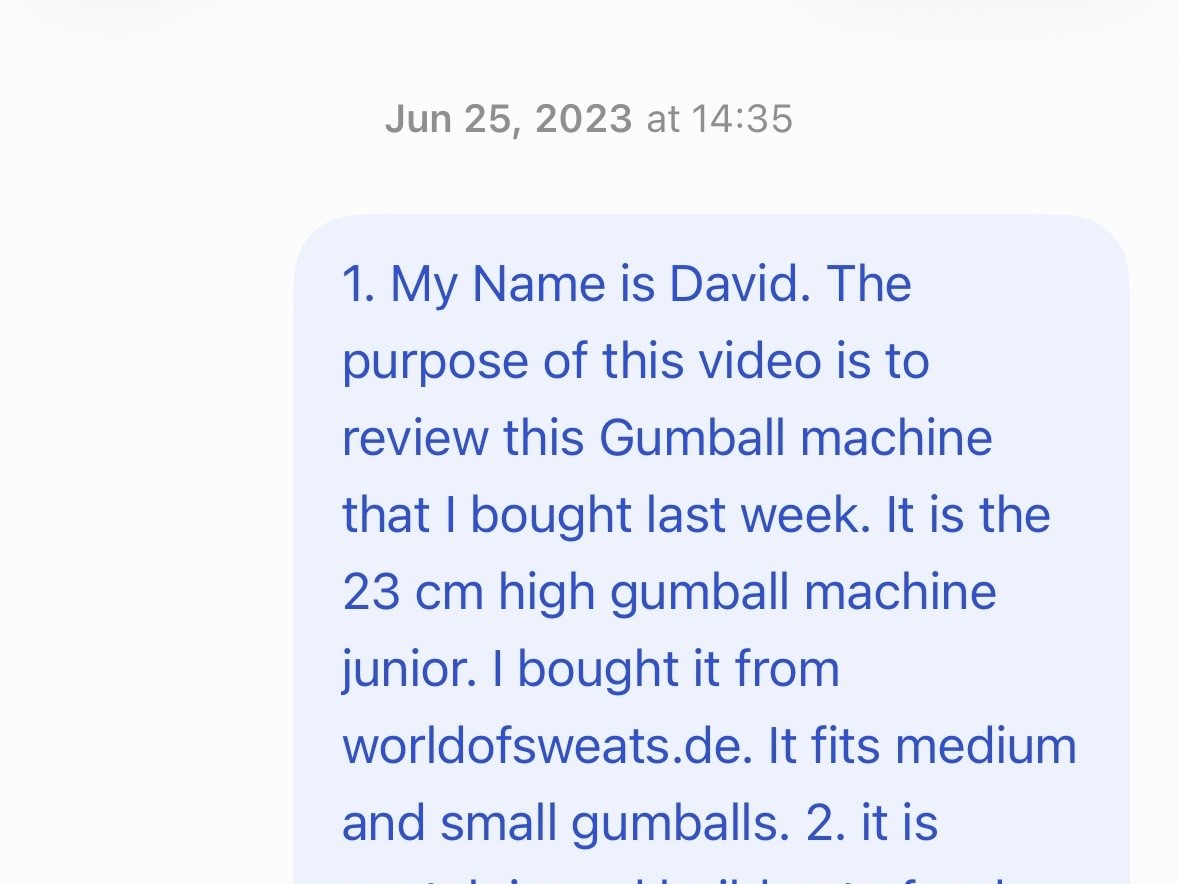 Jun 25, 2023 at 14:35
1. My Name is David. The
purpose of this video is to
review this Gumball machine
that I bought last week. It is the
23 cm high gumball machine
junior. I bought it from
worldofsweats.de. It fits medium
and small gumballs. 2. it is